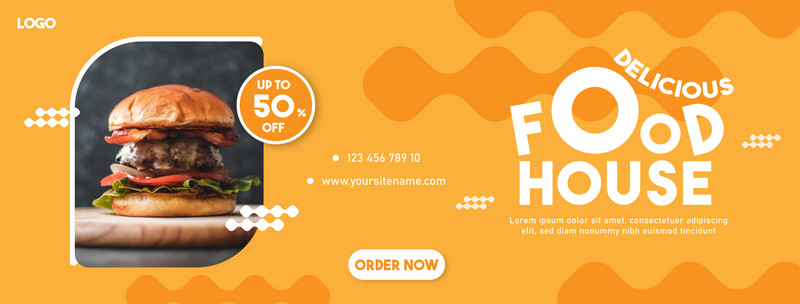 LOGO
UP TO
50%
OFF
123 456 789 10
www.yoursitename.com
ORDER NOW
DELICIOUS
FOOD
HOUSE
Lorem ipsum dolor sit amet, consectetuer adipiscing
elit, sed diam nonummy nibh euismod tincidunt